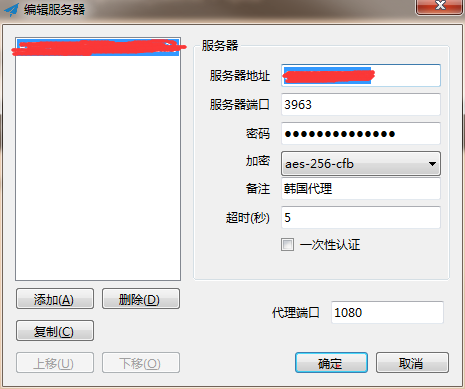 编辑服务器
服务器
服务器地址
服务器端口 3963
密码 ●●●●●●●●●●●●●●
加密 aes-256-cfb
备注 韩国代理
超时(秒) 5
一次性认证
添加(A) 删除(D)
代理端口 1080
复制(C)
上移(U) 下移(O)
确定 取消